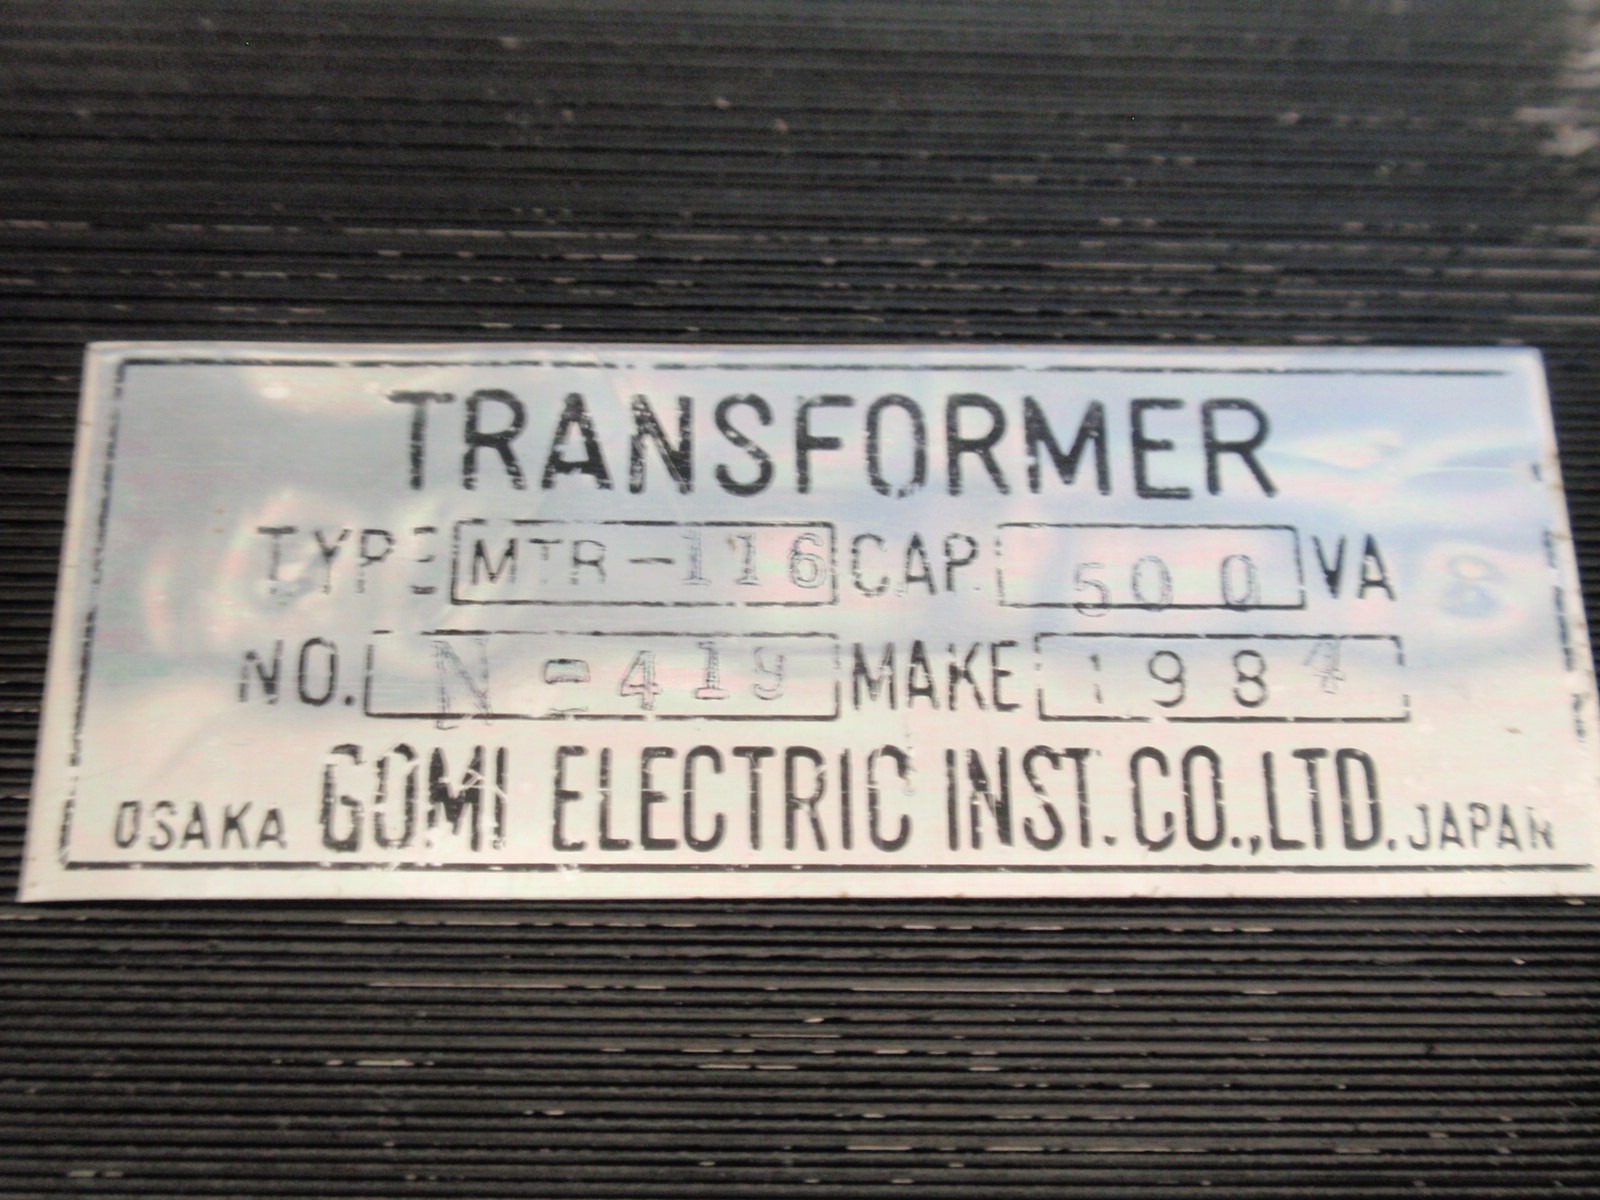 TRANSFORMER
TYPE MTR-116 CAP. 500 VA
NO. N=419 MAKE 1984
OSAKA GOMI ELECTRIC INST. CO., LTD. JAPAN